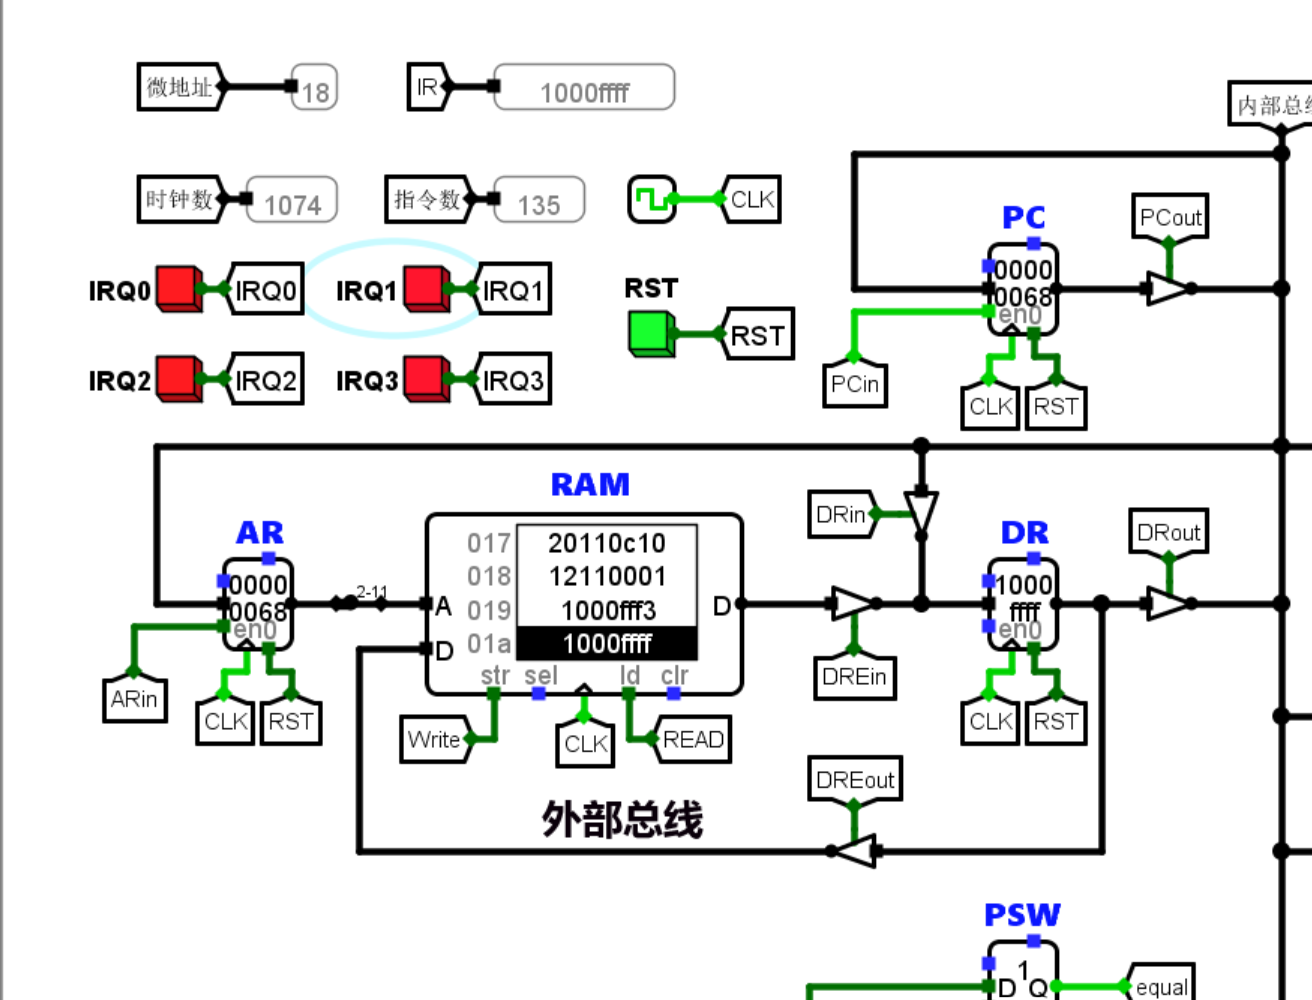 微地址 18
IR 1000ffff
内部总
时钟数 1074
指令数 135
CLK
PC
PCout
IRQ0 IRQ0
IRQ1 IRQ1
RST
RST
0000
0068
en0
PCin
CLK RST
IRQ2 IRQ2
IRQ3 IRQ3
RAM
AR
0000
0068
en0
2-11
ARin
CLK RST
017 20110c10
018 12110001
019 1000fff3
01a 1000ffff
A
D
D
str sel ld clr
Write
CLK
READ
DRin
DR
DRout
1000
ffff
en0
DREin
CLK RST
DREout
外部总线
PSW
1
D Q
equal